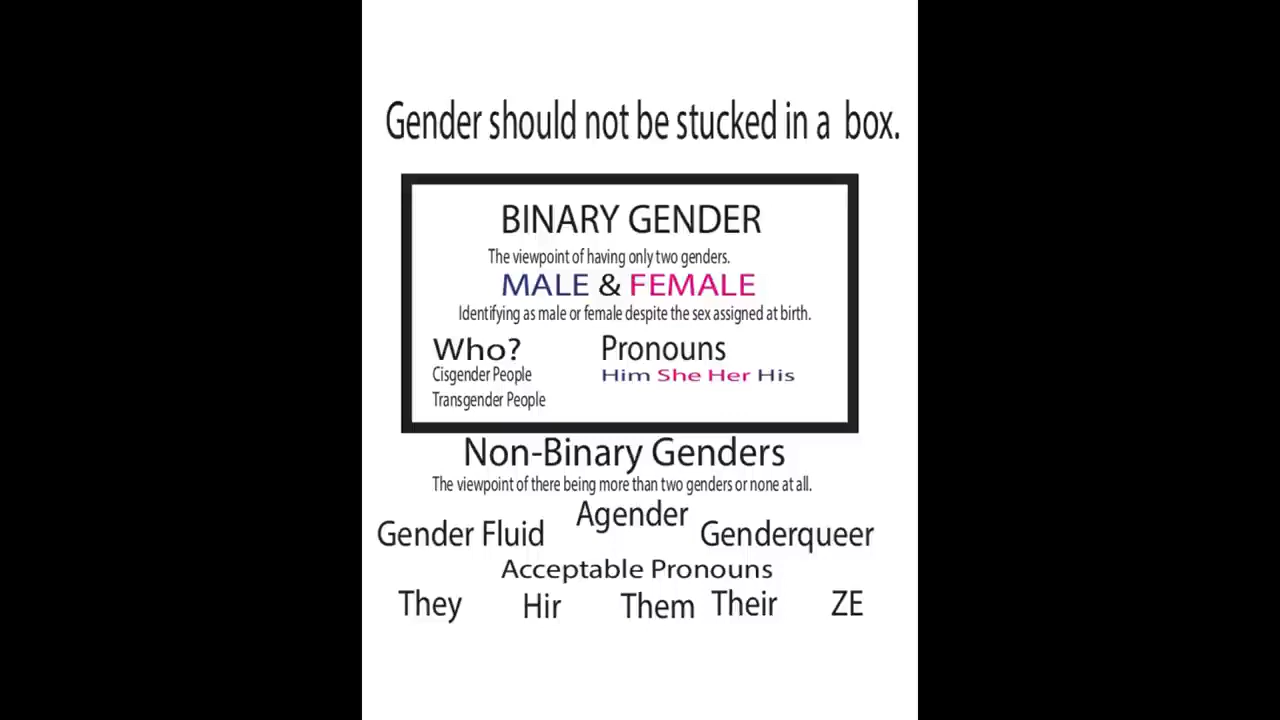 Gender should not be stucked in a box.
BINARY GENDER
The viewpoint of having only two genders.
MALE & FEMALE
Identifying as male or female despite the sex assigned at birth.
Who? Pronouns
Cisgender People Him She Her His
Transgender People
Non-Binary Genders
The viewpoint of there being more than two genders or none at all.
Gender Fluid Agender Genderqueer
Acceptable Pronouns
They Hir Them Their ZE